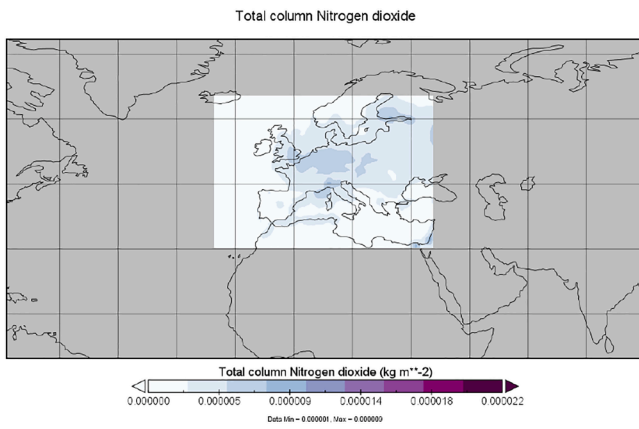 Total column Nitrogen dioxide
Total column Nitrogen dioxide (kg m**-2)
0.000000 0.000005 0.000009 0.000014 0.000018 0.000022
Data Min = 0.000001, Max = 0.000009